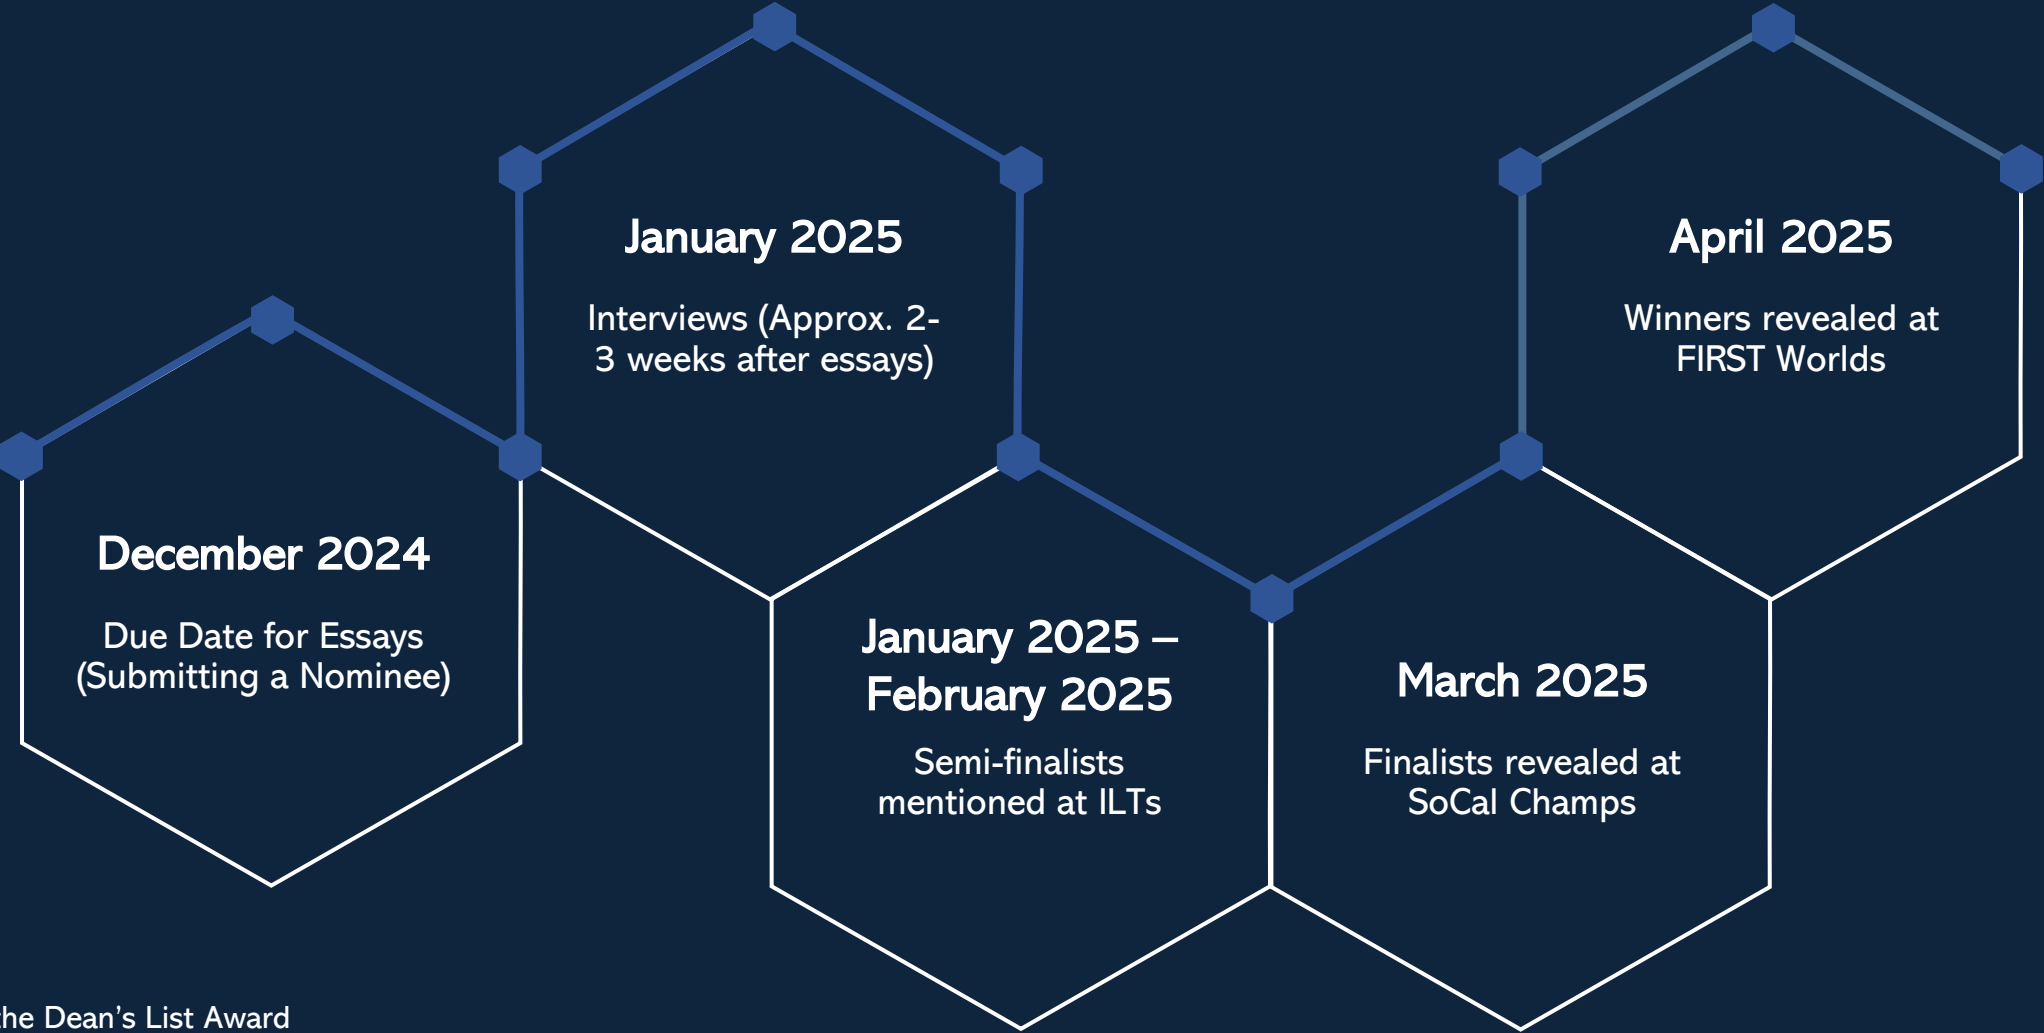 December 2024
Due Date for Essays
(Submitting a Nominee)
January 2025
Interviews (Approx. 2-
3 weeks after essays)
January 2025 –
February 2025
Semi-finalists
mentioned at ILTs
March 2025
Finalists revealed at
SoCal Champs
April 2025
Winners revealed at
FIRST Worlds
the Dean's List Award